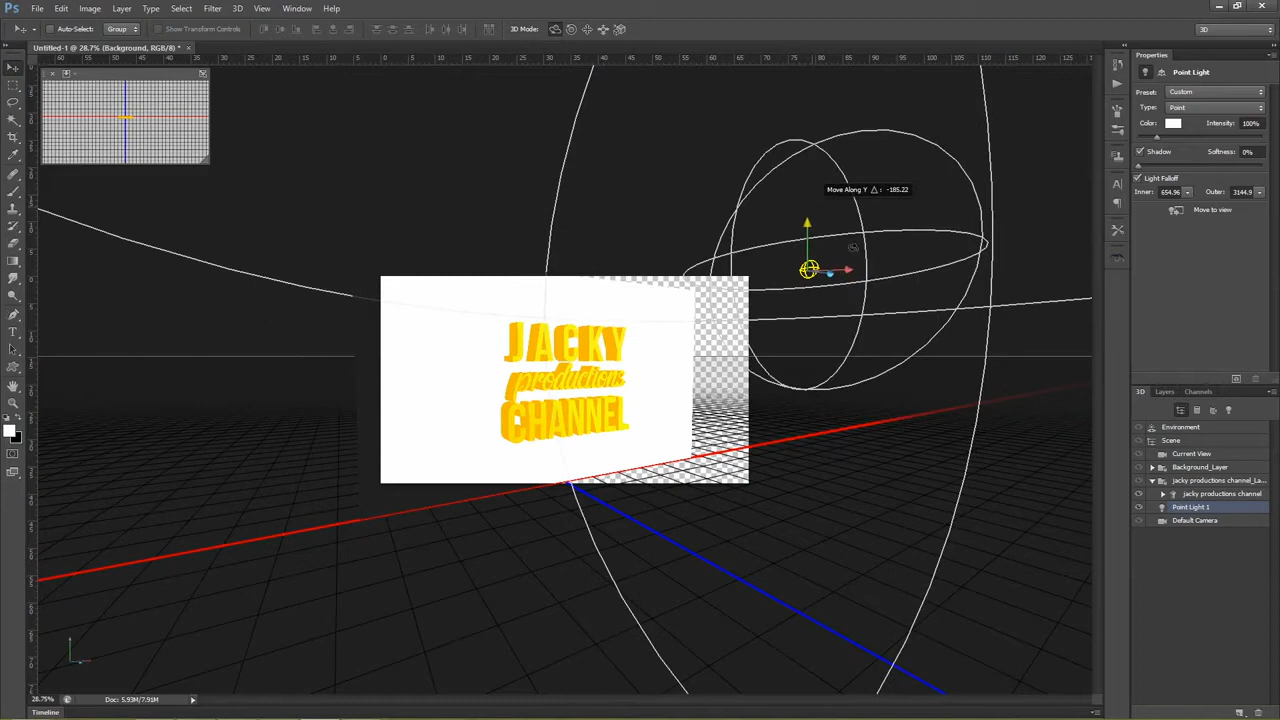 Ps File Edit Image Layer Type Select Filter 3D View Window Help
Auto-Select: Group Show Transform Controls 3D Mode: 3D
Untitled-1 @ 28.7% (Background, RGB/8) * ×
Properties
Point Light
Preset: Custom
Type: Point
Color: Intensity: 100%
Shadow Softness: 0%
Light Falloff
Inner: 654.96 Outer: 3144.9
Move to view
Move Along Y △ : -185.22
JACKY
productions
CHANNEL
3D Layers Channels
Environment
Scene
Current View
Background_Layer
jacky productions channel_La...
jacky productions channel
Point Light 1
Default Camera
28.75% Doc: 5.93M/7.91M
Timeline